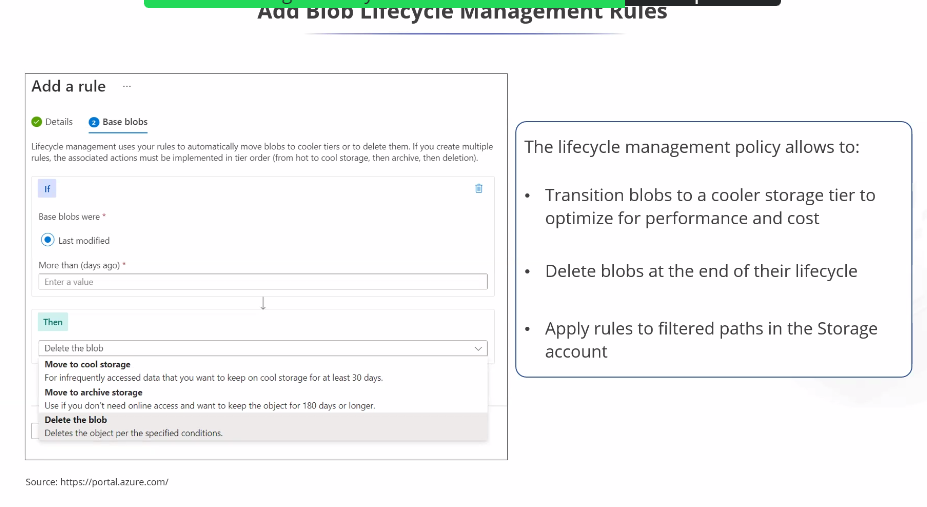 Add Blob Lifecycle Management Rules
Add a rule ...
Details
2 Base blobs
Lifecycle management uses your rules to automatically move blobs to cooler tiers or to delete them. If you create multiple
rules, the associated actions must be implemented in tier order (from hot to cool storage, then archive, then deletion).
If
Base blobs were *
Last modified
More than (days ago) *
Enter a value
Then
Delete the blob
Move to cool storage
For infrequently accessed data that you want to keep on cool storage for at least 30 days.
Move to archive storage
Use if you don't need online access and want to keep the object for 180 days or longer.
Delete the blob
Deletes the object per the specified conditions.
The lifecycle management policy allows to:
• Transition blobs to a cooler storage tier to
optimize for performance and cost
• Delete blobs at the end of their lifecycle
• Apply rules to filtered paths in the Storage
account
Source: https://portal.azure.com/